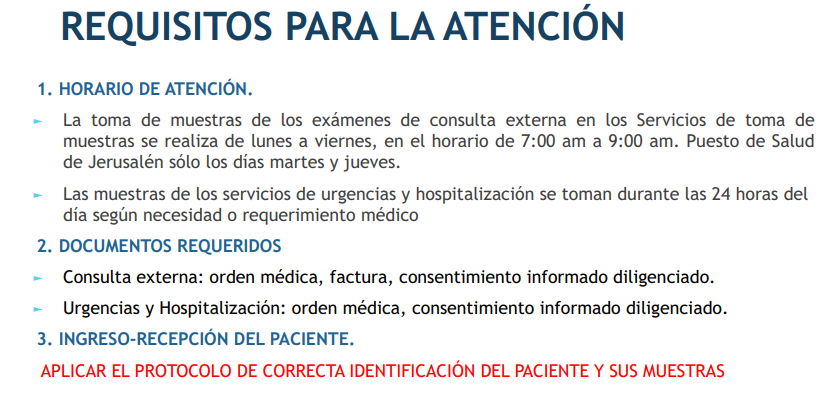 REQUISITOS PARA LA ATENCIÓN
1. HORARIO DE ATENCIÓN.
► La toma de muestras de los exámenes de consulta externa en los Servicios de toma de
muestras se realiza de lunes a viernes, en el horario de 7:00 am a 9:00 am. Puesto de Salud
de Jerusalén sólo los días martes y jueves.
► Las muestras de los servicios de urgencias y hospitalización se toman durante las 24 horas del
día según necesidad o requerimiento médico
2. DOCUMENTOS REQUERIDOS
► Consulta externa: orden médica, factura, consentimiento informado diligenciado.
► Urgencias y Hospitalización: orden médica, consentimiento informado diligenciado.
3. INGRESO-RECEPCIÓN DEL PACIENTE.
APLICAR EL PROTOCOLO DE CORRECTA IDENTIFICACIÓN DEL PACIENTE Y SUS MUESTRAS